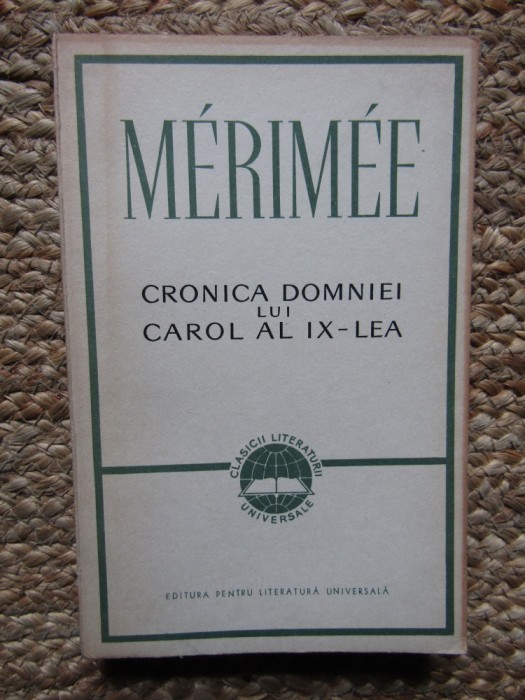 MÉRIMÉE
CRONICA DOMNIEI
LUI
CAROL AL IX-LEA
CLASICII LITERATURII
UNIVERSALE
EDITURA PENTRU LITERATURĂ UNIVERSALĂ